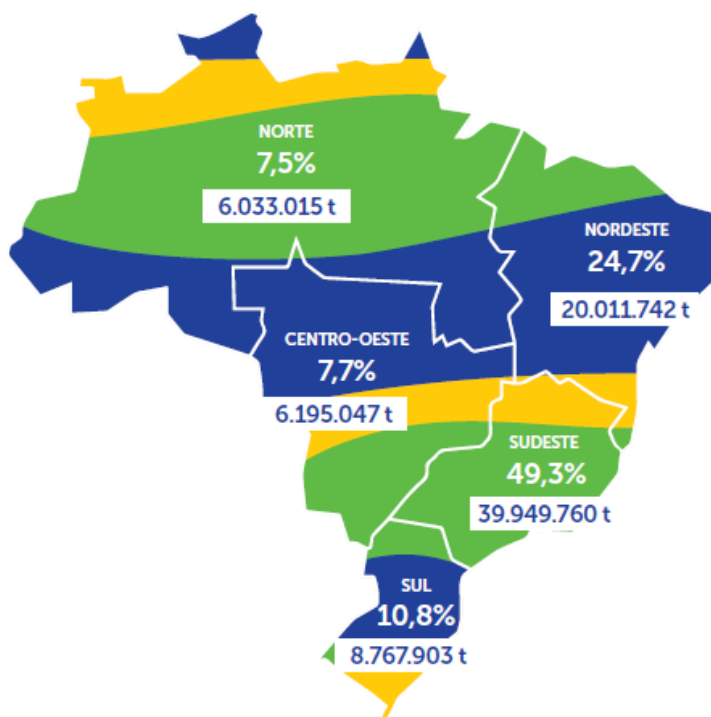 NORTE
7,5%
6.033.015 t
NORDESTE
24,7%
20.011.742 t
CENTRO-OESTE
7,7%
6.195.047 t
SUDESTE
49,3%
39.949.760 t
SUL
10,8%
8.767.903 t